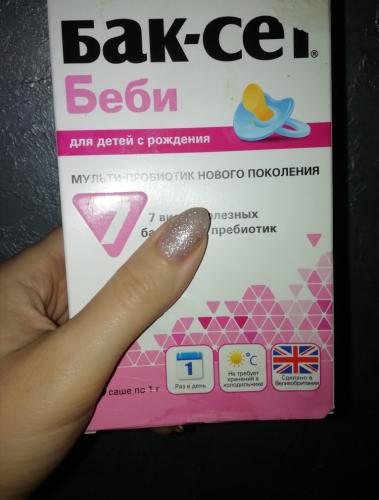 Бак-сет®
Беби
для детей с рождения
МУЛЬТИ-ПРОБИОТИК НОВОГО ПОКОЛЕНИЯ
7
7
пребиотик
1
°C
Раз в день
Не требует
хранения в
холодильнике
Сделано в
Великобритании
саше по 1 г